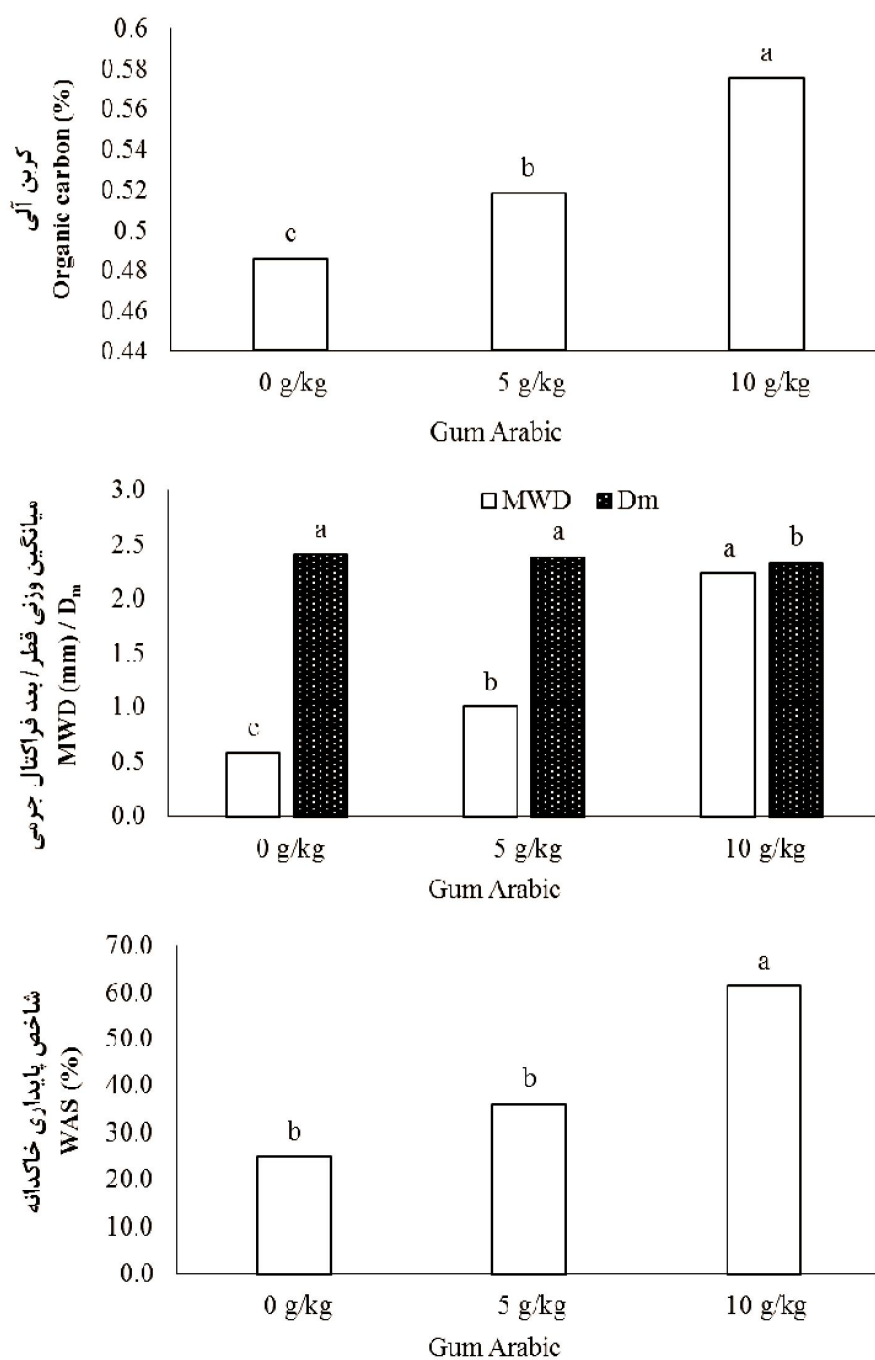 0.6
0.58
0.56
0.54
0.52
0.5
0.48
0.46
0.44
کربن آلی
Organic carbon (%)
c
b
a
0 g/kg
5 g/kg
10 g/kg
Gum Arabic
3.0
2.5
2.0
1.5
1.0
0.5
0.0
میانگین وزنی قطر / بعد فراکتال جرمی
MWD (mm) / Dm
MWD
Dm
c
a
b
a
a
b
0 g/kg
5 g/kg
10 g/kg
Gum Arabic
70.0
60.0
50.0
40.0
30.0
20.0
10.0
0.0
شاخص پایداری خاکدانه
WAS (%)
b
b
a
0 g/kg
5 g/kg
10 g/kg
Gum Arabic